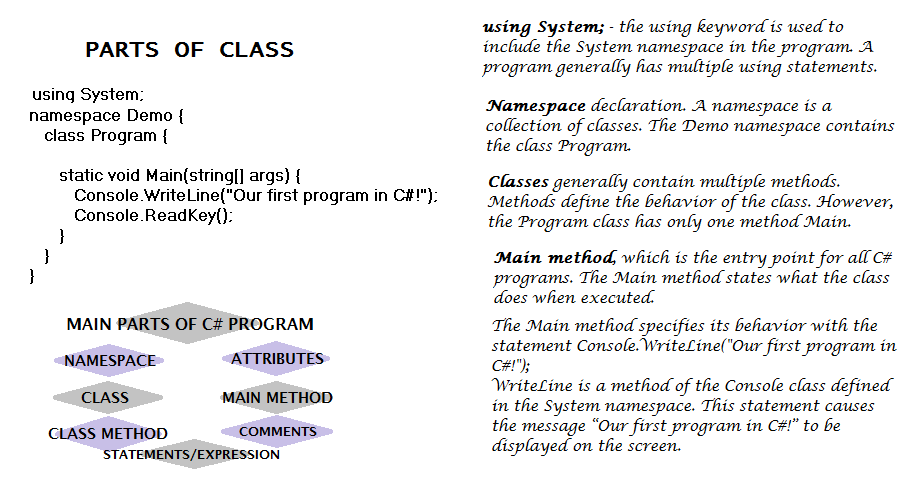 PARTS OF CLASS
using System;
namespace Demo {
class Program {
static void Main(string[] args) {
Console.WriteLine("Our first program in C#!");
Console.ReadKey();
}
}
}
MAIN PARTS OF C# PROGRAM
NAMESPACE
ATTRIBUTES
CLASS
MAIN METHOD
CLASS METHOD
COMMENTS
STATEMENTS/EXPRESSION
using System; - the using keyword is used to
include the System namespace in the program. A
program generally has multiple using statements.
Namespace declaration. A namespace is a
collection of classes. The Demo namespace contains
the class Program.
Classes generally contain multiple methods.
Methods define the behavior of the class. However,
the Program class has only one method Main.
Main method, which is the entry point for all C#
programs. The Main method states what the class
does when executed.
The Main method specifies its behavior with the
statement Console.WriteLine("Our first program in
C#!");
WriteLine is a method of the Console class defined
in the System namespace. This statement causes
the message “Our first program in C#!” to be
displayed on the screen.